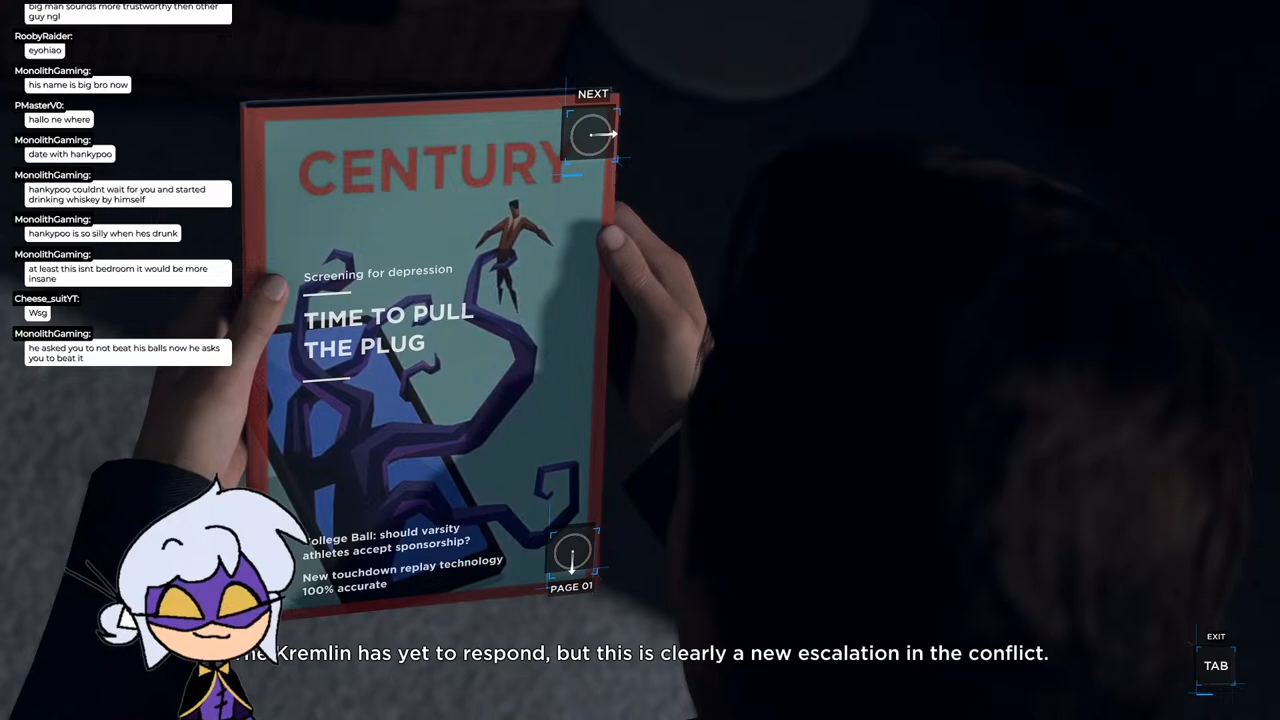 big man sounds more trustworthy then other
guy ngl
RoobyRaider:
eyohiao
MonolithGaming:
his name is big bro now
PMasterV0:
hallo ne where
MonolithGaming:
date with hankypoo
MonolithGaming:
hankypoo couldnt wait for you and started
drinking whiskey by himself
MonolithGaming:
hankypoo is so silly when hes drunk
MonolithGaming:
at least this isnt bedroom it would be more
insane
Cheese_suitYT:
Wsg
MonolithGaming:
he asked you to not beat his balls now he asks
you to beat it
NEXT
CENTURY
Screening for depression
TIME TO PULL
THE PLUG
ollege Ball: should varsity
athletes accept sponsorship?
New touchdown replay technology
100% accurate
PAGE 01
Kremlin has yet to respond, but this is clearly a new escalation in the conflict.
EXIT
TAB